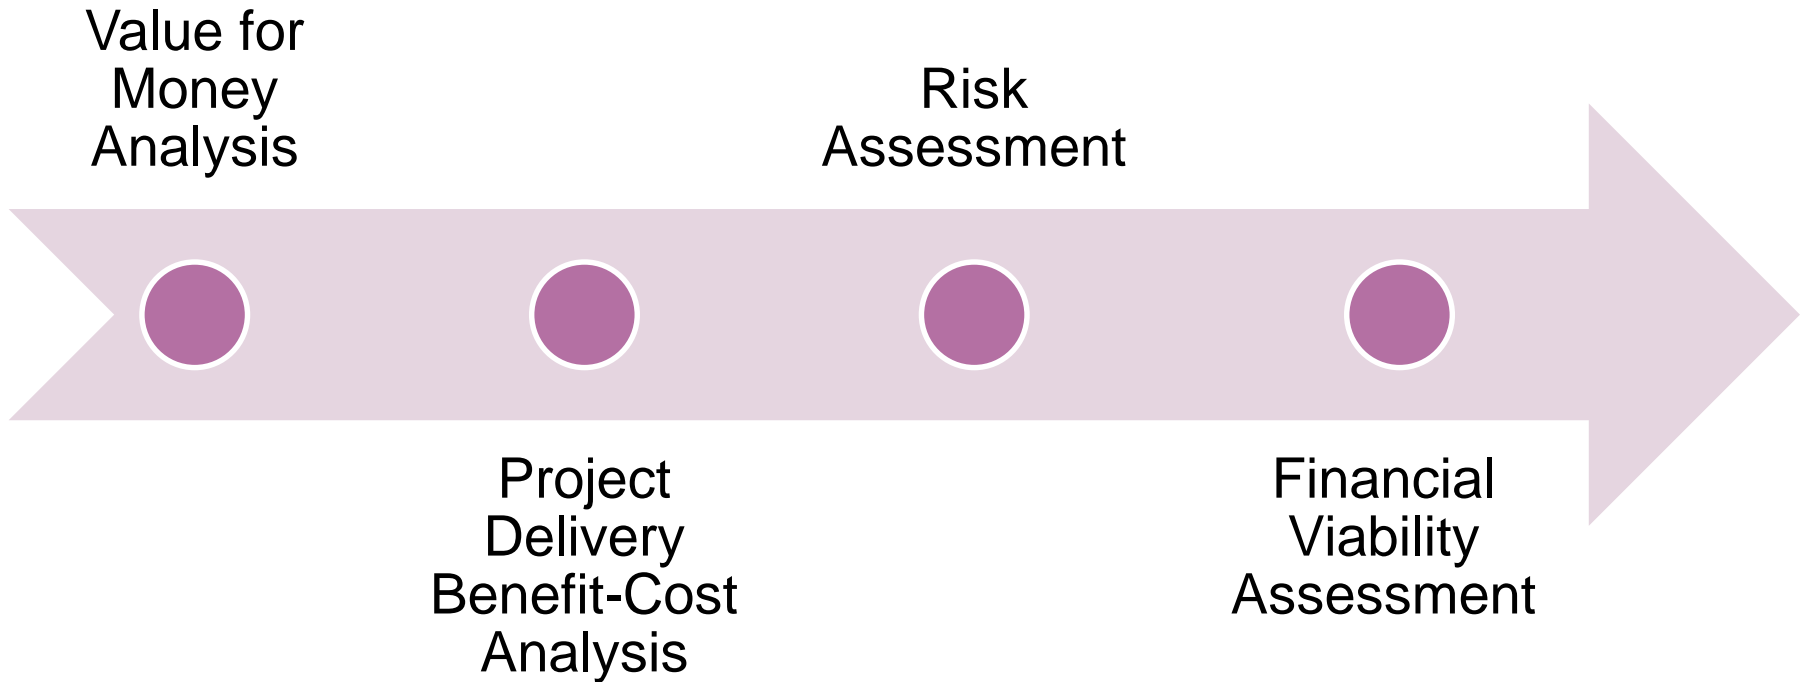 Value for
Money
Analysis
Project
Delivery
Benefit-Cost
Analysis
Risk
Assessment
Financial
Viability
Assessment